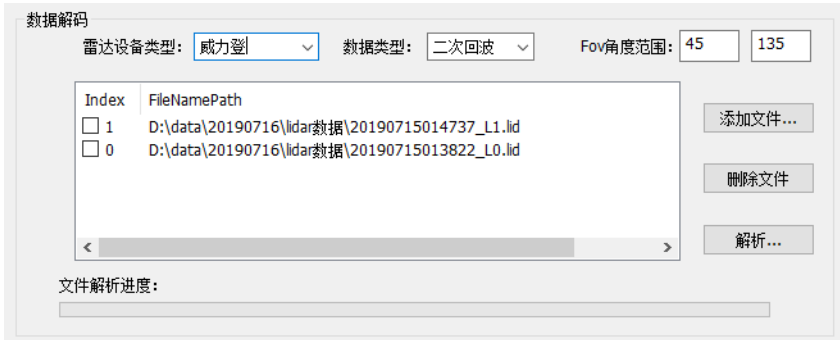 数据解码
雷达设备类型： 威力登 数据类型： 二次回波 Fov角度范围： 45 135
Index FileNamePath
1 D:\data\20190716\lidar数据\20190715014737_L1.lid
0 D:\data\20190716\lidar数据\20190715013822_L0.lid
添加文件...
删除文件
解析...
文件解析进度：